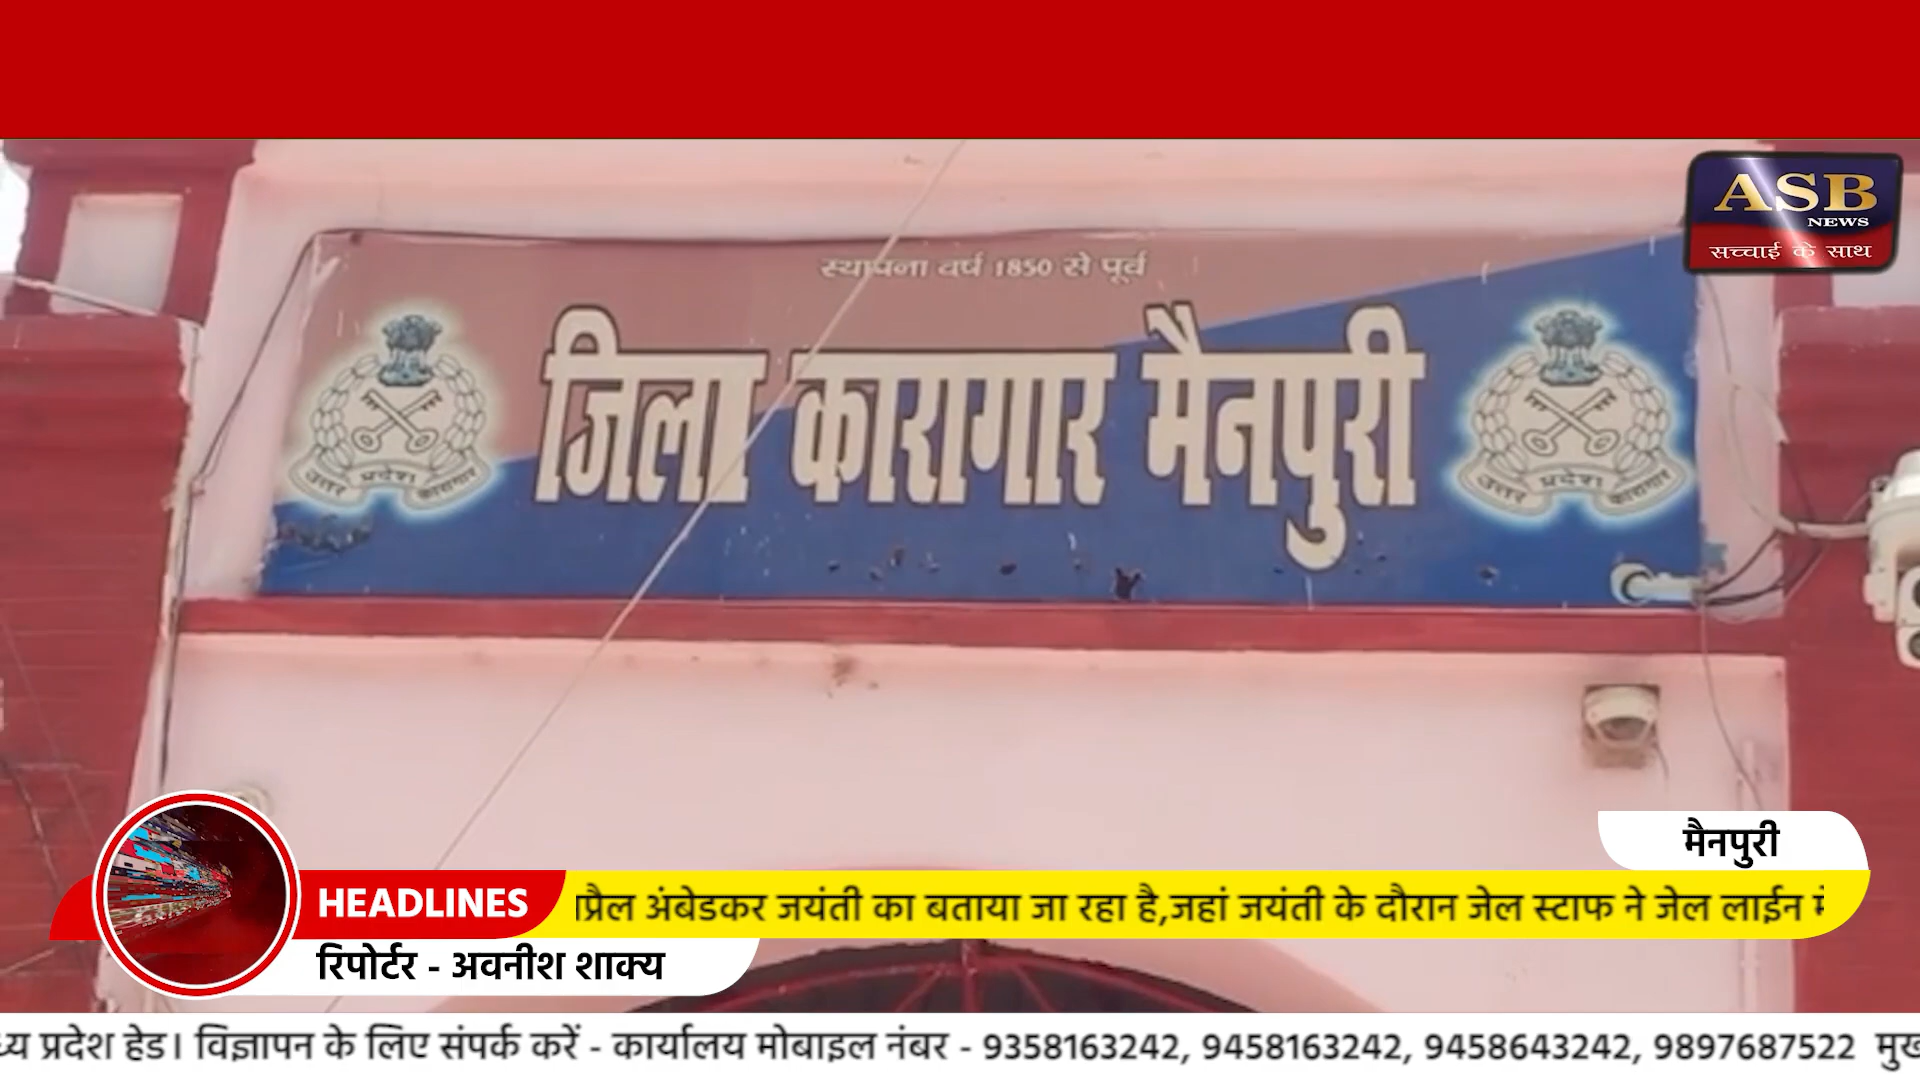 ASB
NEWS
सच्चाई के साथ
स्थापना वर्ष 1850 से पूर्व
जिला कारागार मैनपुरी
उत्तर प्रदेश कारागार
उत्तर प्रदेश कारागार
मैनपुरी
HEADLINES
अंबेडकर जयंती का बताया जा रहा है,जहां जयंती के दौरान जेल स्टाफ ने जेल लाईन
रिपोर्टर - अवनीश शाक्य
प्रदेश हेड। विज्ञापन के लिए संपर्क करें - कार्यालय मोबाइल नंबर - 9358163242, 9458163242, 9458643242, 9897687522